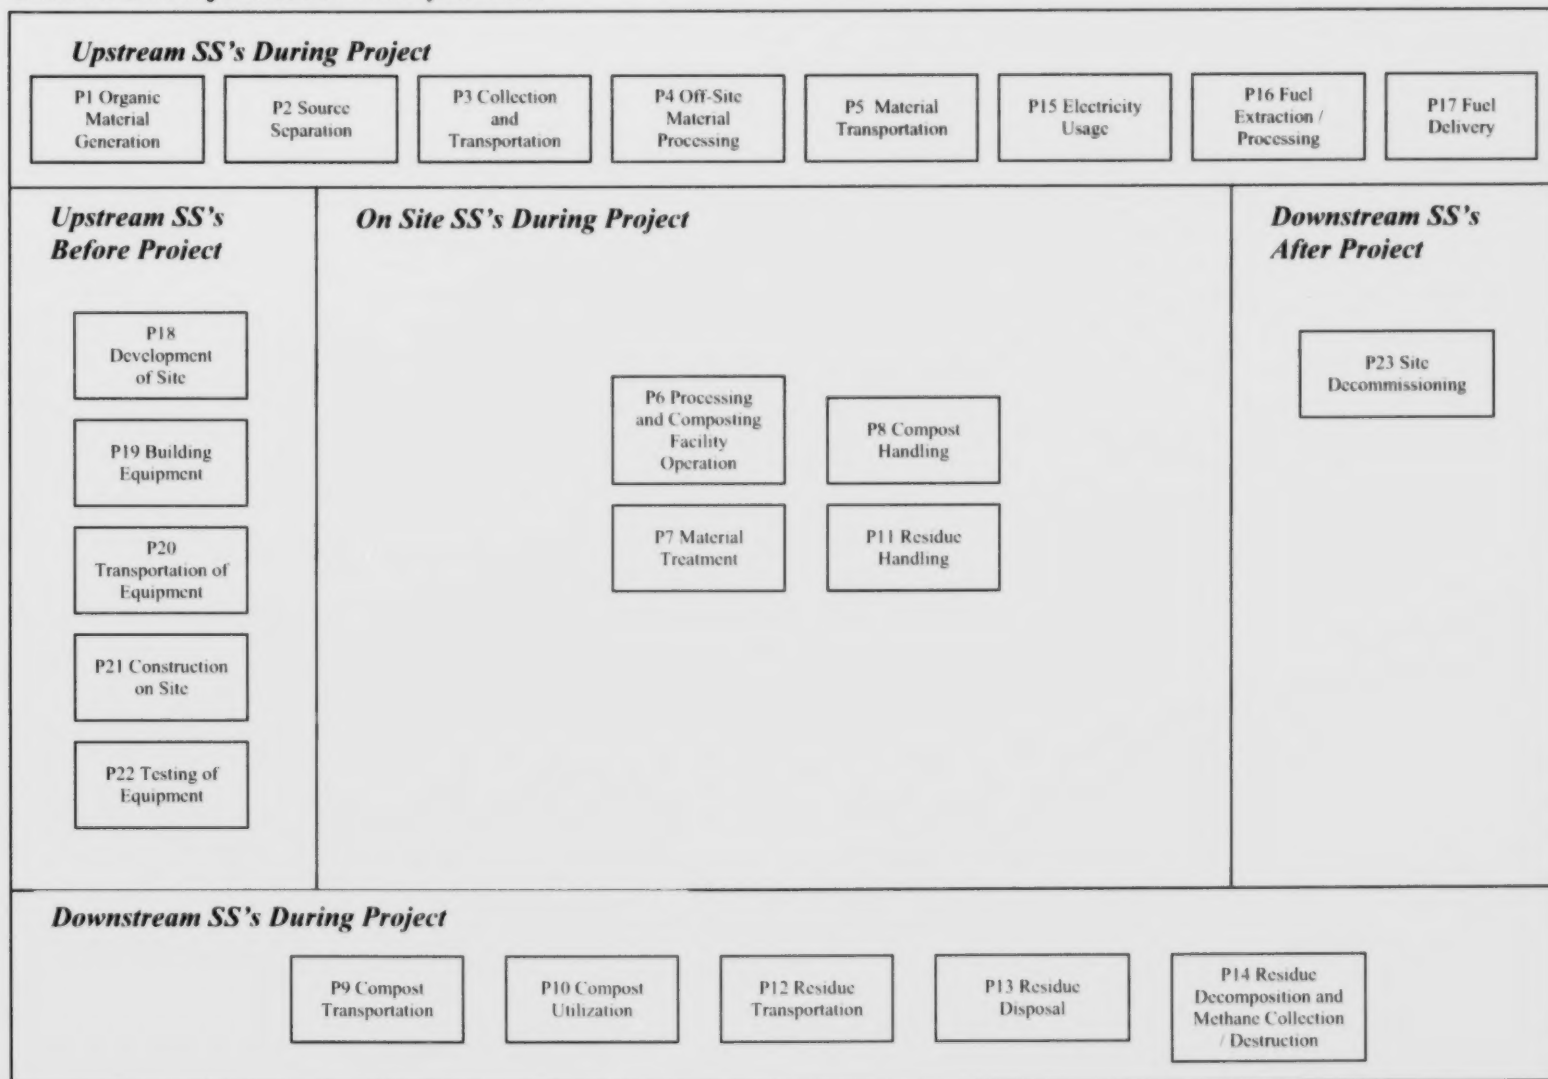 Upstream SS's During Project
P1 Organic
Material
Generation
P2 Source
Separation
P3 Collection
and
Transportation
P4 Off-Site
Material
Processing
P5 Material
Transportation
P15 Electricity
Usage
P16 Fuel
Extraction /
Processing
P17 Fuel
Delivery
Upstream SS's
Before Project
P18
Development
of Site
P19 Building
Equipment
P20
Transportation of
Equipment
P21 Construction
on Site
P22 Testing of
Equipment
On Site SS's During Project
P6 Processing
and Composting
Facility
Operation
P8 Compost
Handling
P7 Material
Treatment
P11 Residue
Handling
Downstream SS's
After Project
P23 Site
Decommissioning
Downstream SS's During Project
P9 Compost
Transportation
P10 Compost
Utilization
P12 Residue
Transportation
P13 Residue
Disposal
P14 Residue
Decomposition and
Methane Collection
/ Destruction